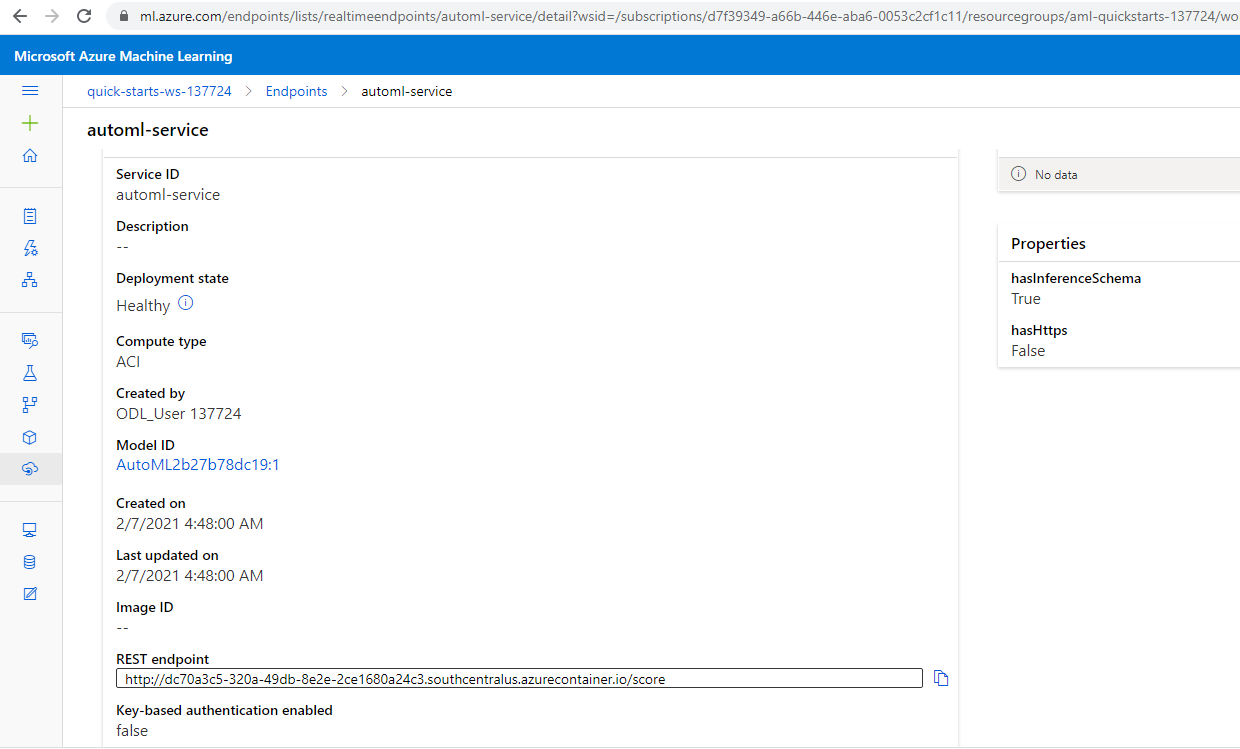 ml.azure.com/endpoints/lists/realtimeendpoints/automl-service/detail?wsid=/subscriptions/d7f39349-a66b-446e-aba6-0053c2cf1c11/resourcegroups/aml-quickstarts-137724/wo
Microsoft Azure Machine Learning
quick-starts-ws-137724 > Endpoints > automl-service
automl-service
Service ID
automl-service
Description
--
Deployment state
Healthy
Compute type
ACI
Created by
ODL_User 137724
Model ID
AutoML2b27b78dc19:1
Created on
2/7/2021 4:48:00 AM
Last updated on
2/7/2021 4:48:00 AM
Image ID
--
REST endpoint
http://dc70a3c5-320a-49db-8e2e-2ce1680a24c3.southcentralus.azurecontainer.io/score
Key-based authentication enabled
false
No data
Properties
hasInferenceSchema
True
hasHttps
False